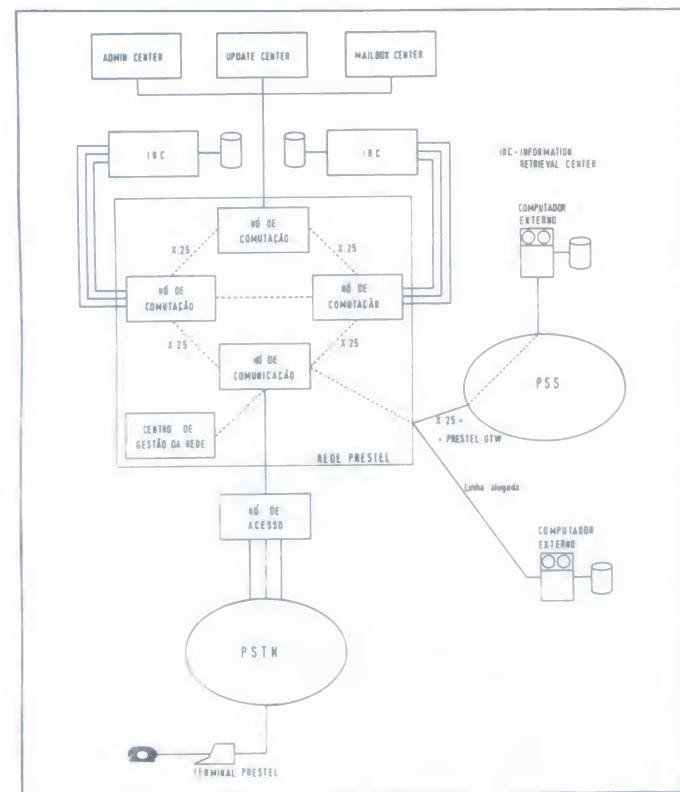 ADMIN CENTER
UPDATE CENTER
MAILBOX CENTER
IRC
IRC
IRC - INFORMATION
RETRIEVAL CENTER
COMPUTADOR
EXTERNO
NÓ DE
COMUTAÇÃO
X.25
X.25
NÓ DE
COMUTAÇÃO
NÓ DE
COMUTAÇÃO
X.25
X.25
NÓ DE
COMUNICAÇÃO
PSS
CENTRO DE
GESTÃO DA REDE
X.25 +
+ PRESTEL GTW
REDE PRESTEL
Linha alugada
NÓ DE
ACESSO
COMPUTADOR
EXTERNO
PSTN
TERMINAL PRESTEL